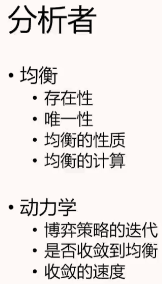 分析者
• 均衡
• 存在性
• 唯一性
• 均衡的性质
• 均衡的计算
• 动力学
• 博弈策略的迭代
• 是否收敛到均衡
• 收敛的速度